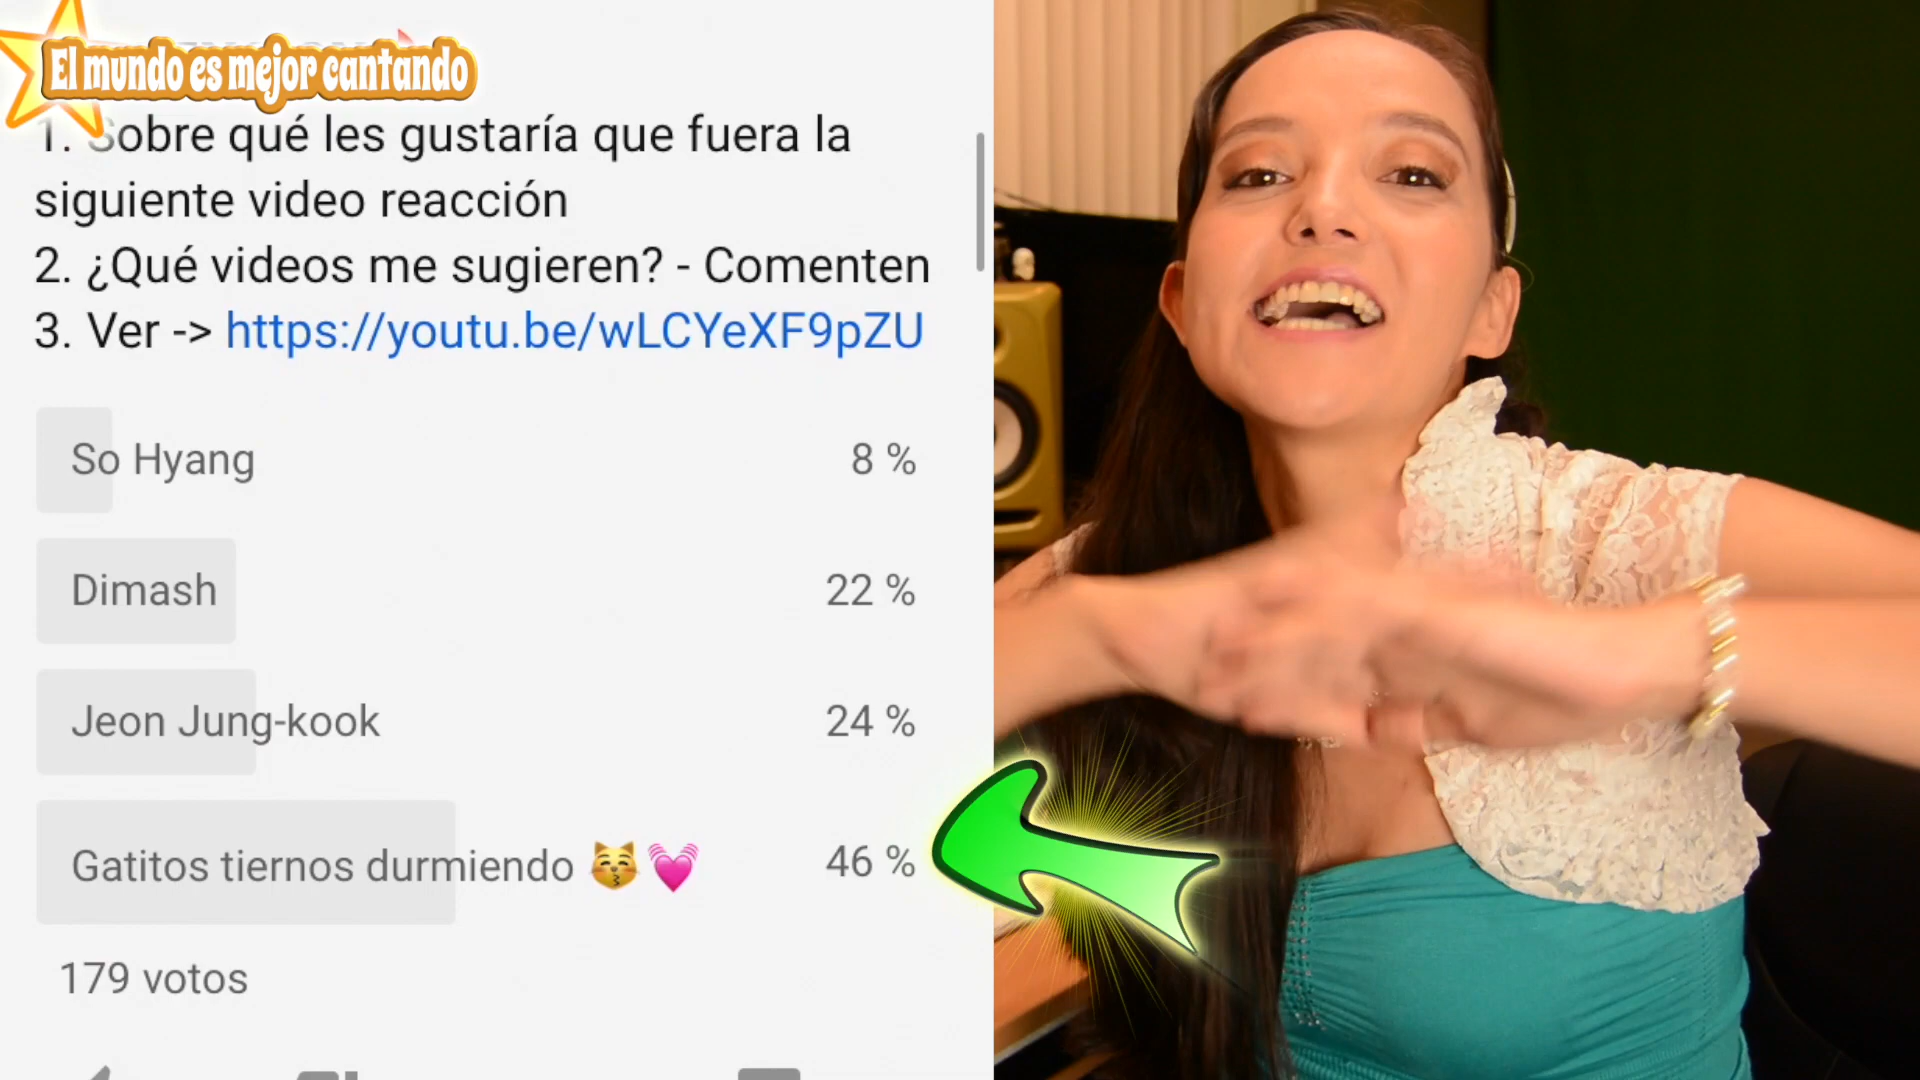 El mundo es mejor cantando
1. Sobre qué les gustaría que fuera la
siguiente video reacción
2. ¿Qué videos me sugieren? - Comenten
3. Ver -> https://youtu.be/wLCYeXF9pZU
So Hyang 8 %
Dimash 22 %
Jeon Jung-kook 24 %
Gatitos tiernos durmiendo 😽💓 46 %
179 votos